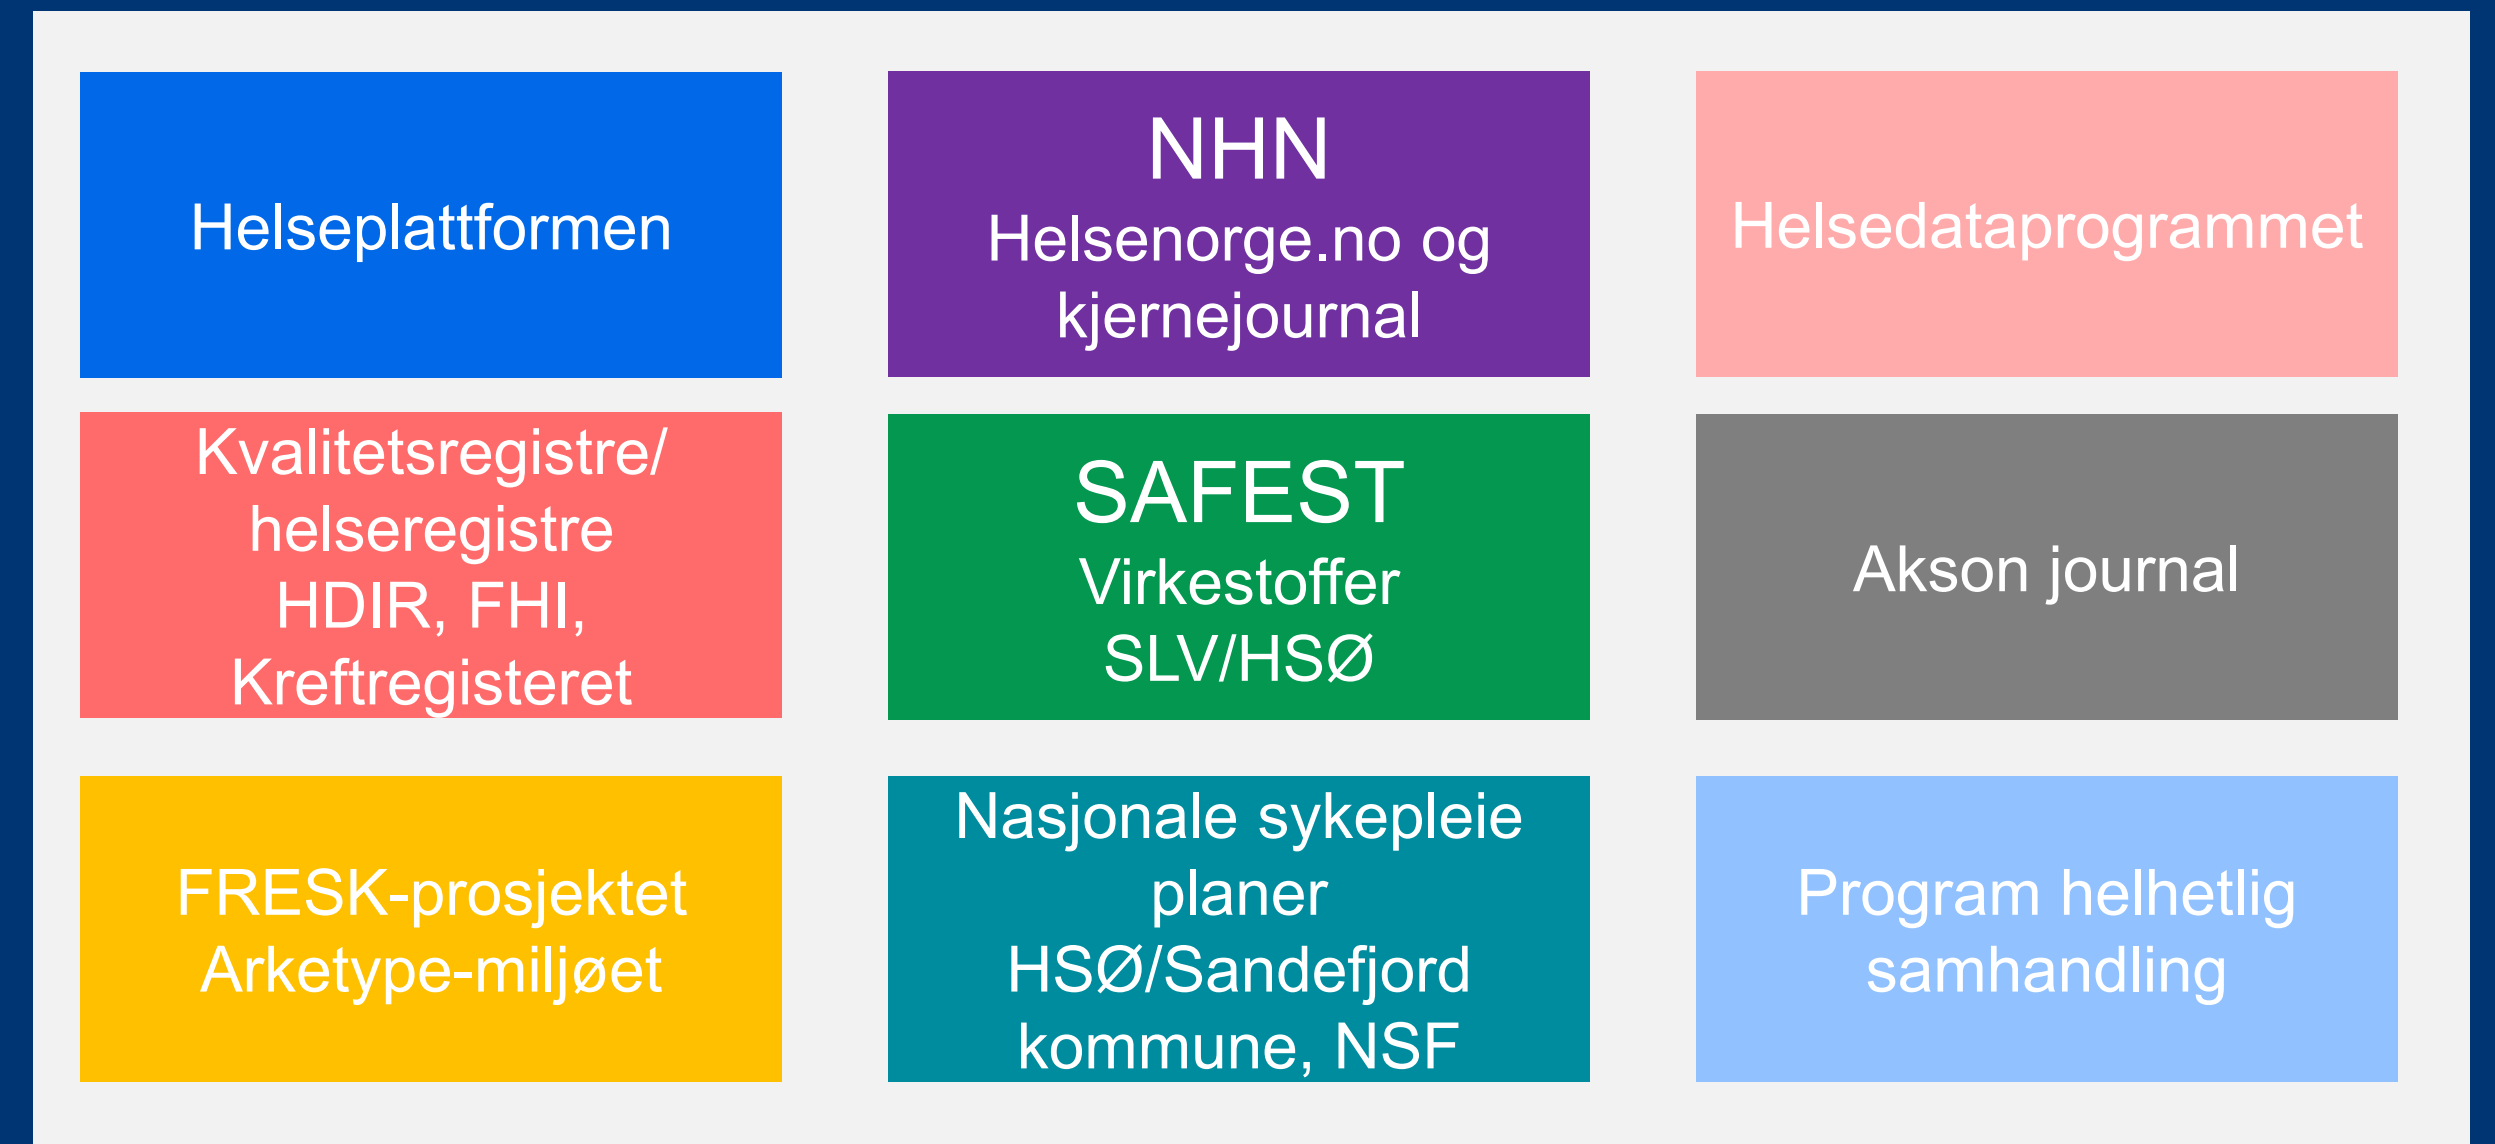 Helseplattformen
NHN
Helsenorge.no og
kjernejournal
Helsedataprogrammet
Kvalitetsregistre/
helseregistre
HDIR, FHI,
Kreftregisteret
SAFEST
Virkestoffer
SLV/HSØ
Akson journal
FRESK-prosjektet
Arketype-miljøet
Nasjonale sykepleie
planer
HSØ/Sandefjord
kommune, NSF
Program helhetlig
samhandling